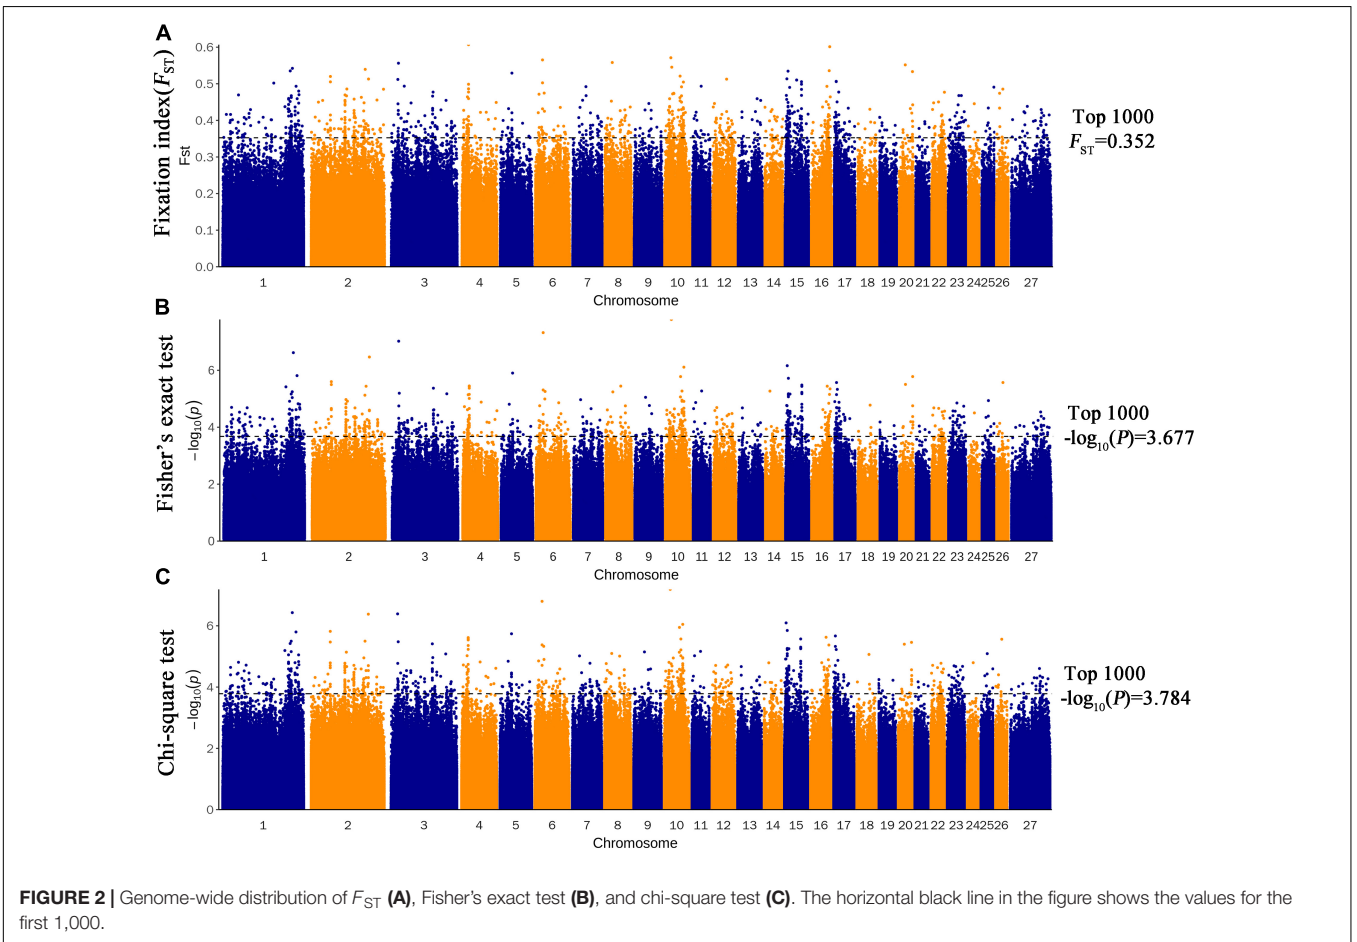 A
Fixation index(FST)
Fst
0.6
0.5
0.4
0.3
0.2
0.1
0.0
Top 1000
FST=0.352
1 2 3 4 5 6 7 8 9 10 11 12 13 14 15 16 17 18 19 20 21 22 23 24 25 26 27
Chromosome
B
Fisher's exact test
−log10(p)
6
4
2
0
Top 1000
-log10(P)=3.677
1 2 3 4 5 6 7 8 9 10 11 12 13 14 15 16 17 18 19 20 21 22 23 24 25 26 27
Chromosome
C
Chi-square test
−log10(p)
6
4
2
0
Top 1000
-log10(P)=3.784
1 2 3 4 5 6 7 8 9 10 11 12 13 14 15 16 17 18 19 20 21 22 23 24 25 26 27
Chromosome
FIGURE 2 | Genome-wide distribution of FST (A), Fisher's exact test (B), and chi-square test (C). The horizontal black line in the figure shows the values for the
first 1,000.